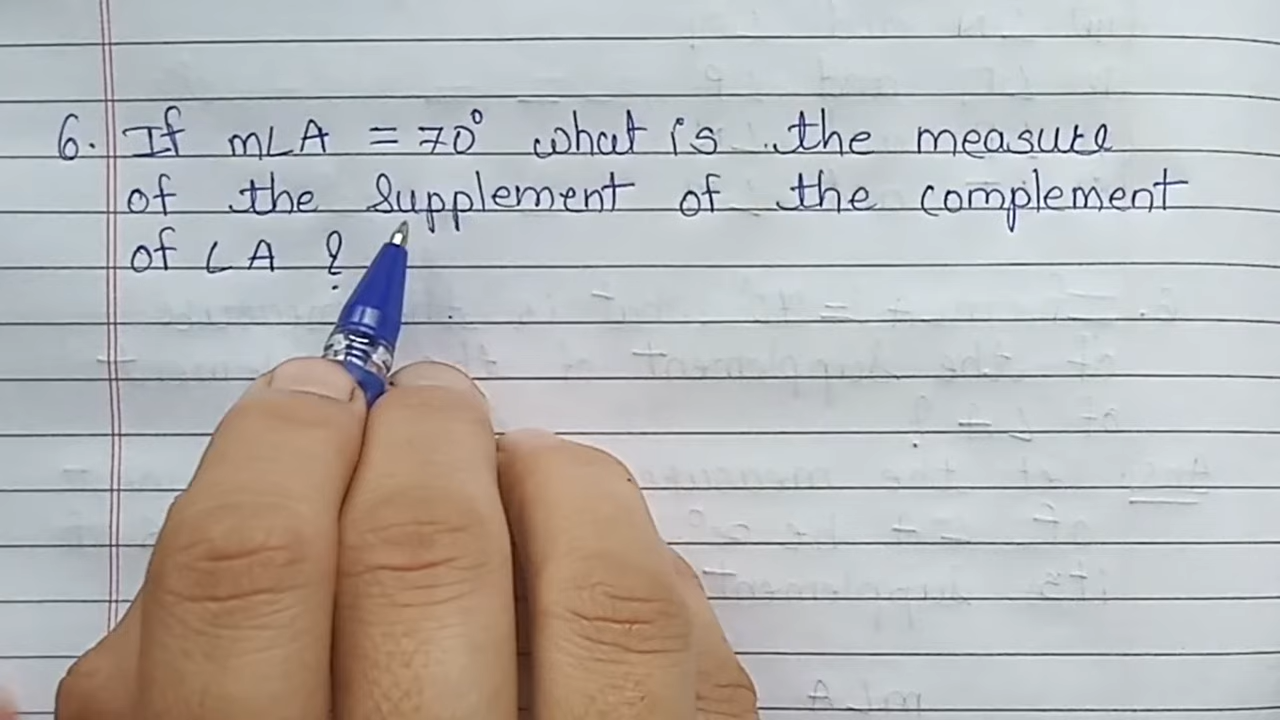 6. If m∠A = 70° what is the measure
of the supplement of the complement
of ∠A ?